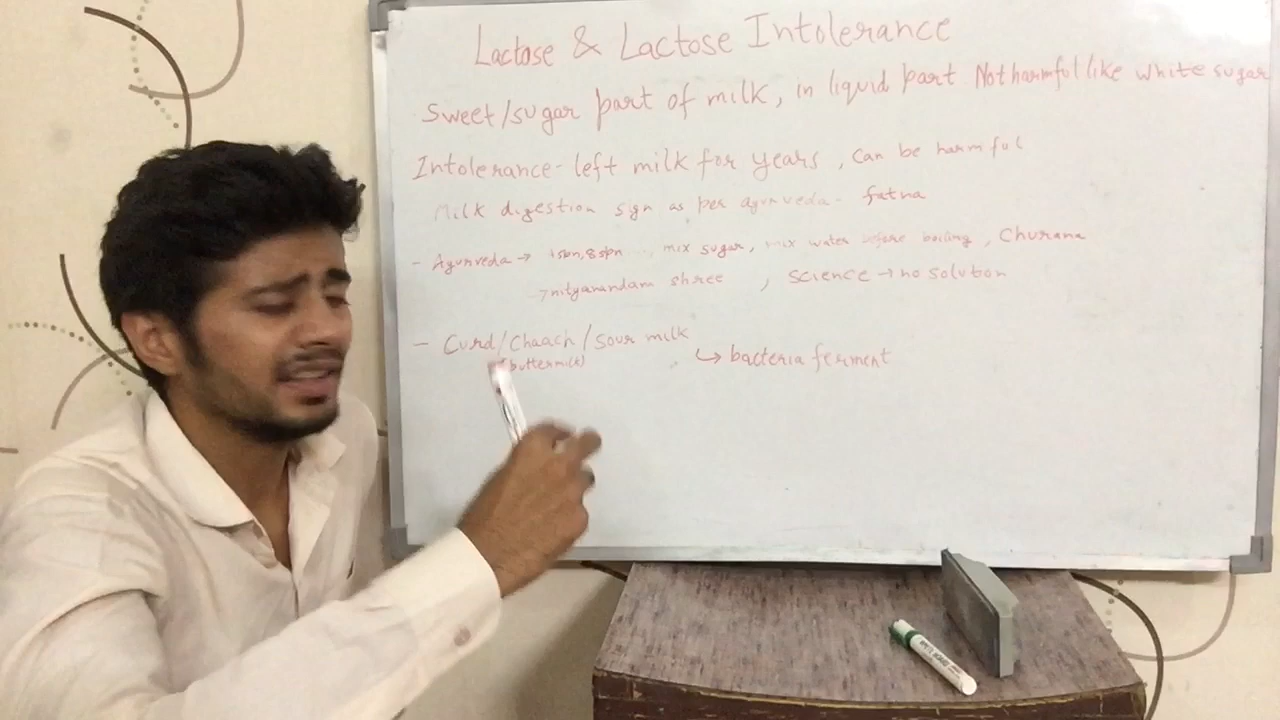 Lactose & Lactose Intolerance
Sweet/sugar part of milk, in liquid part Not harmful like white sugar
Intolerance - left milk for years, Can be harmful
Milk digestion sign as per ayurveda - fatna
- Ayurveda → mix sugar, mix water before boiling, Churana
→ nityanandam shree , Science → no solution
- Curd/Chaach/Sour milk
(buttermilk) ↳ bacteria ferment